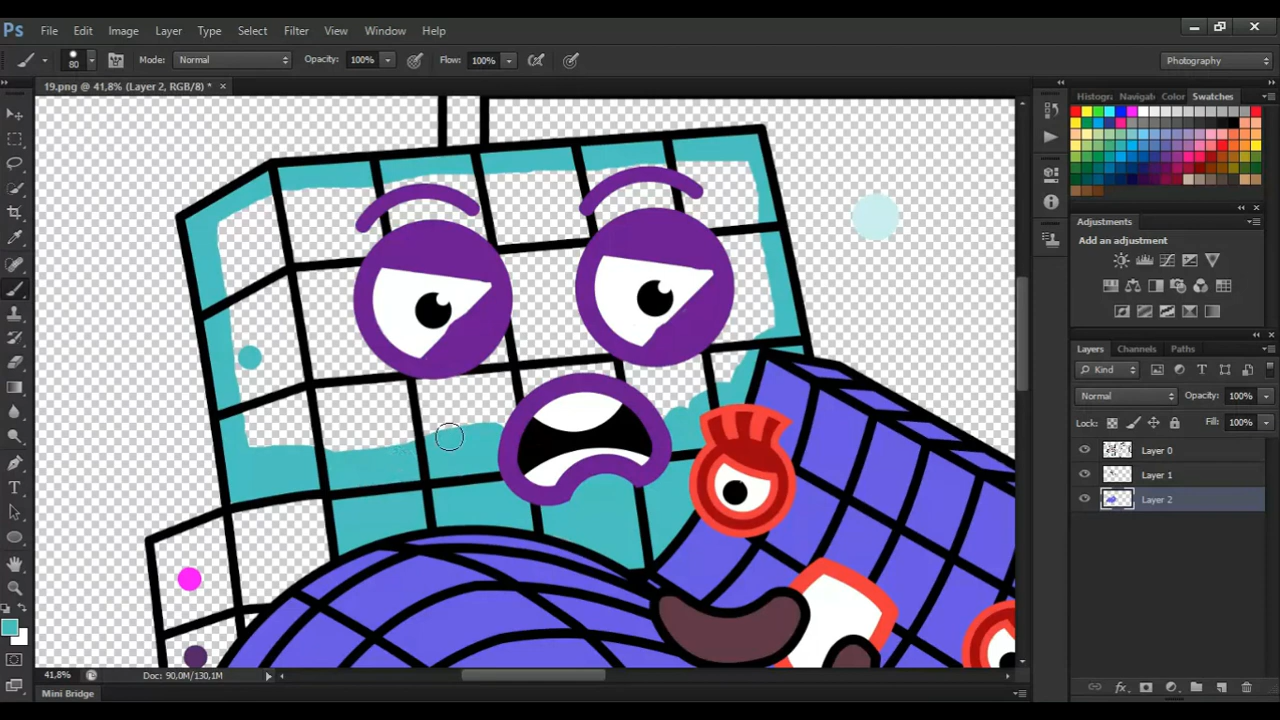 Ps File Edit Image Layer Type Select Filter View Window Help
80 Mode: Normal Opacity: 100% Flow: 100% Photography
19.png @ 41,8% (Layer 2, RGB/8) * ×
Histogr Navigat Color Swatches
Adjustments
Add an adjustment
Layers Channels Paths
Kind
Normal Opacity: 100%
Lock: Fill: 100%
Layer 0
Layer 1
Layer 2
fx
T
41,8% Doc: 90,0M/130,1M
Mini Bridge